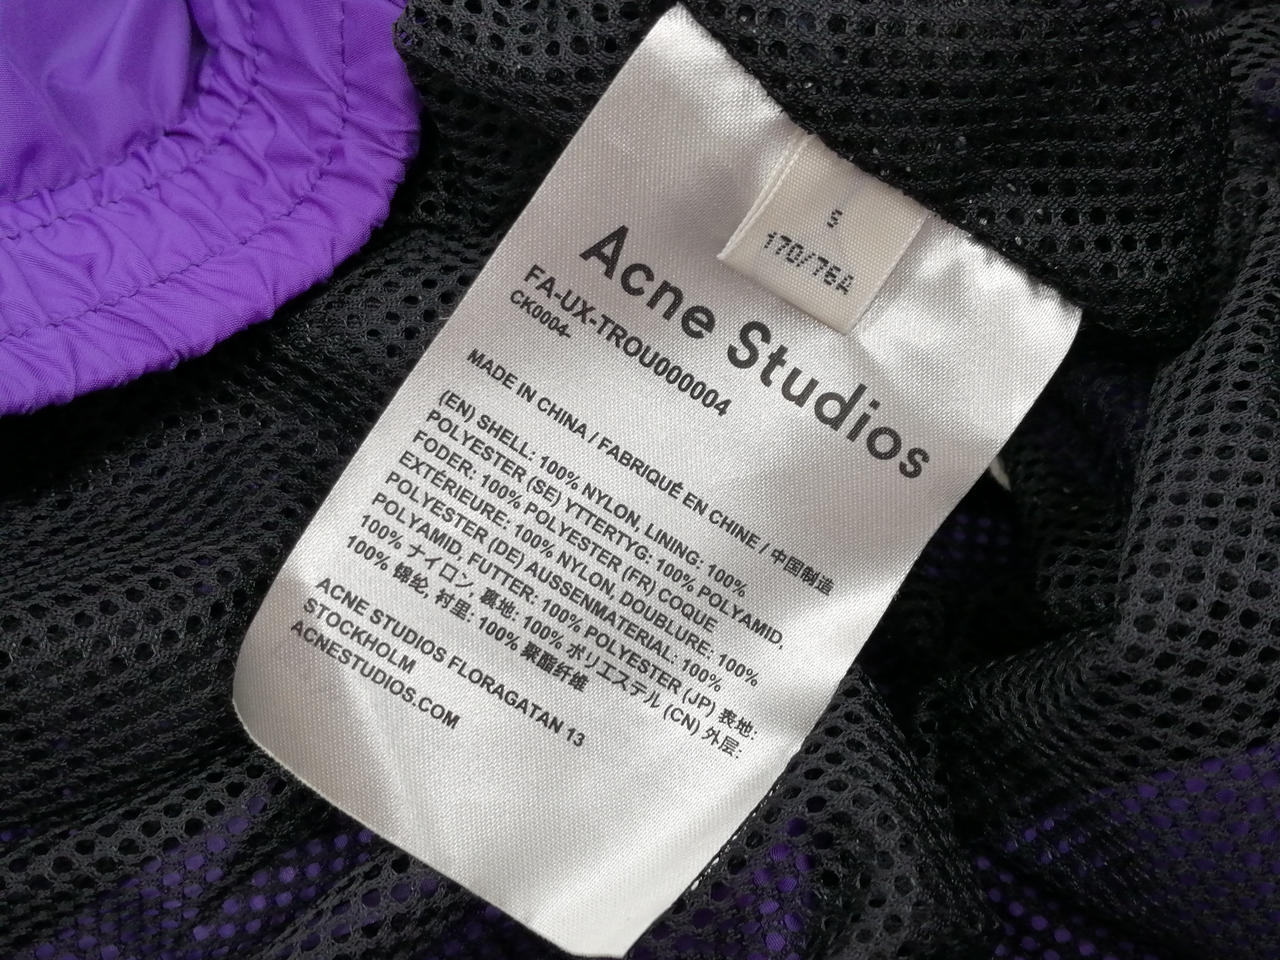 S
170/76A
Acne Studios
FA-UX-TROU000004
CK0004-
MADE IN CHINA / FABRIQUÉ EN CHINE / 中国制造
(EN) SHELL: 100% NYLON, LINING: 100%
POLYESTER (SE) YTTERTYG: 100% POLYAMID,
FODER: 100% POLYESTER (FR) COQUE
EXTÉRIEURE: 100% NYLON, DOUBLURE: 100%
POLYESTER (DE) AUSSENMATERIAL: 100%
POLYAMID, FUTTER: 100% POLYESTER (JP) 表地:
100% ナイロン, 裏地: 100% ポリエステル (CN) 外层:
100% 锦纶, 衬里: 100% 聚酯纤维
ACNE STUDIOS FLORAGATAN 13
STOCKHOLM
ACNESTUDIOS.COM